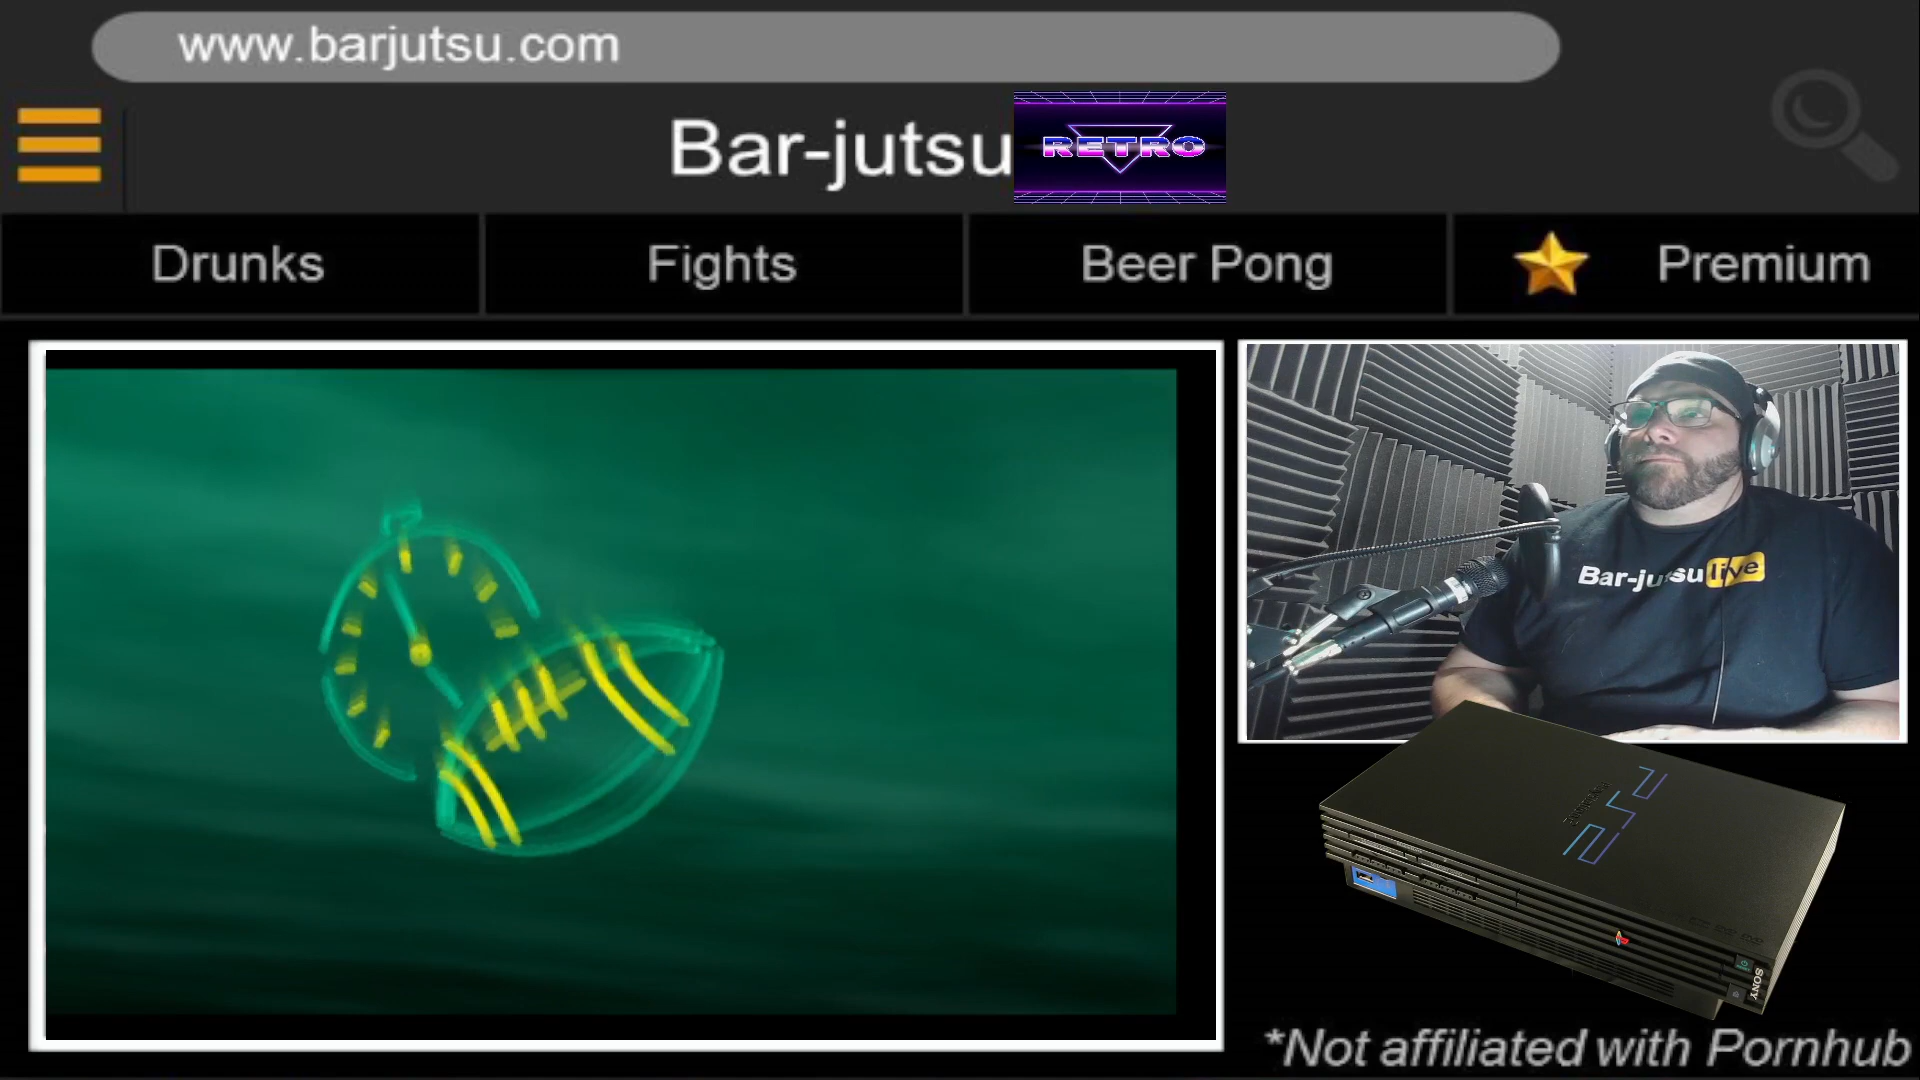 www.barjutsu.com
Bar-jutsu RETRO
Drunks Fights Beer Pong Premium
Bar-jutsu live
PS2
SONY
*Not affiliated with Pornhub